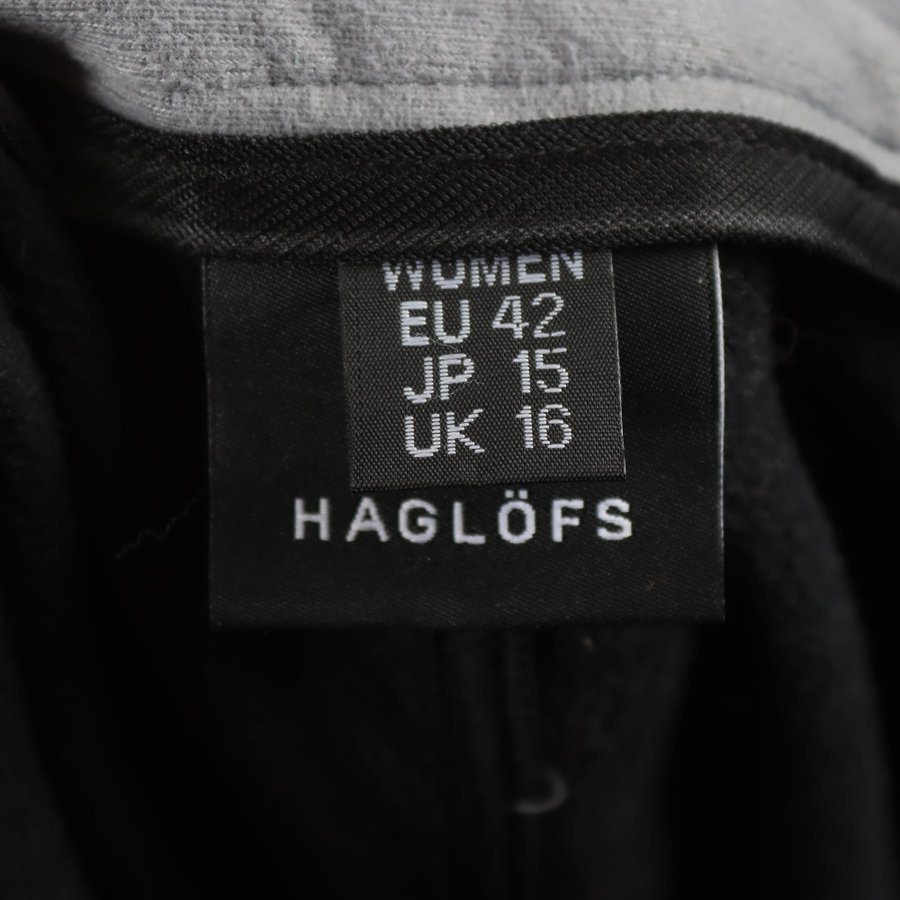 WOMEN
EU 42
JP 15
UK 16
HAGLÖFS